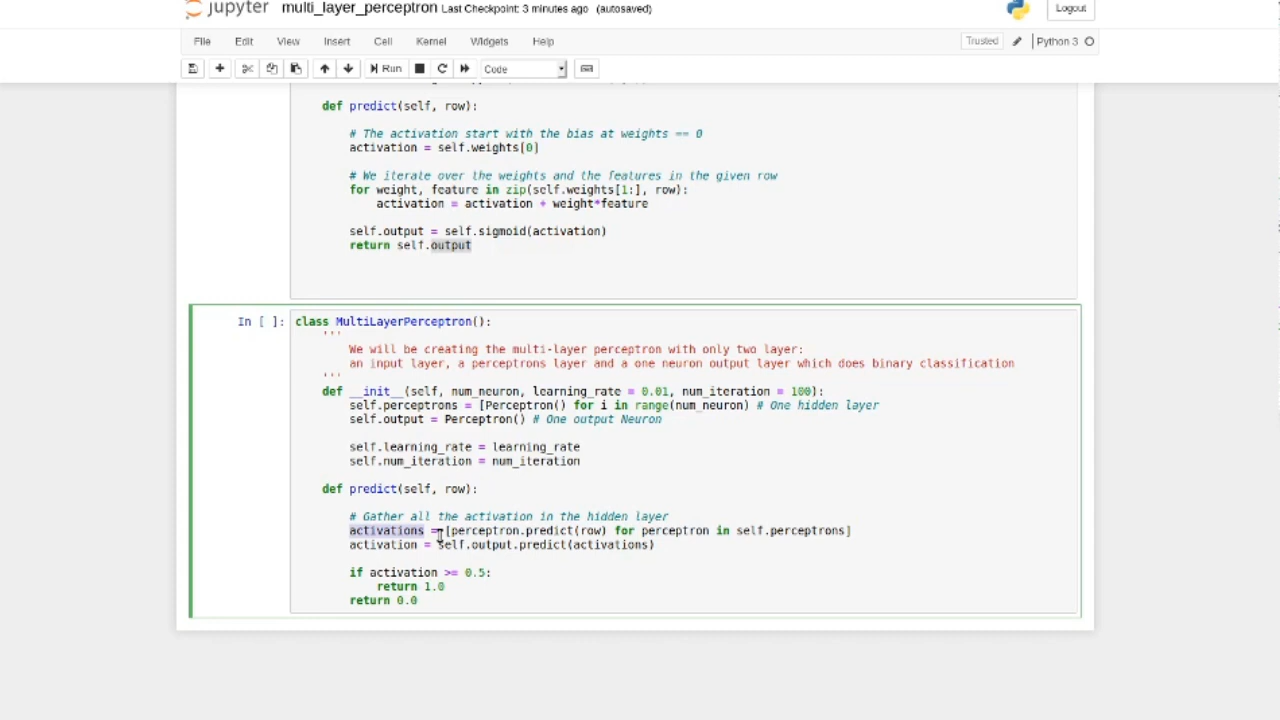 jupyter multi_layer_perceptron Last Checkpoint: 3 minutes ago (autosaved)
Logout
File Edit View Insert Cell Kernel Widgets Help
Trusted Python 3
Run Code
def predict(self, row):
# The activation start with the bias at weights == 0
activation = self.weights[0]
# We iterate over the weights and the features in the given row
for weight, feature in zip(self.weights[1:], row):
activation = activation + weight*feature
self.output = self.sigmoid(activation)
return self.output
In [ ]: class MultiLayerPerceptron():
'''
We will be creating the multi-layer perceptron with only two layer:
an input layer, a perceptrons layer and a one neuron output layer which does binary classification
'''
def __init__(self, num_neuron, learning_rate = 0.01, num_iteration = 100):
self.perceptrons = [Perceptron() for i in range(num_neuron) # One hidden layer
self.output = Perceptron() # One output Neuron
self.learning_rate = learning_rate
self.num_iteration = num_iteration
def predict(self, row):
# Gather all the activation in the hidden layer
activations = [perceptron.predict(row) for perceptron in self.perceptrons]
activation = self.output.predict(activations)
if activation >= 0.5:
return 1.0
return 0.0